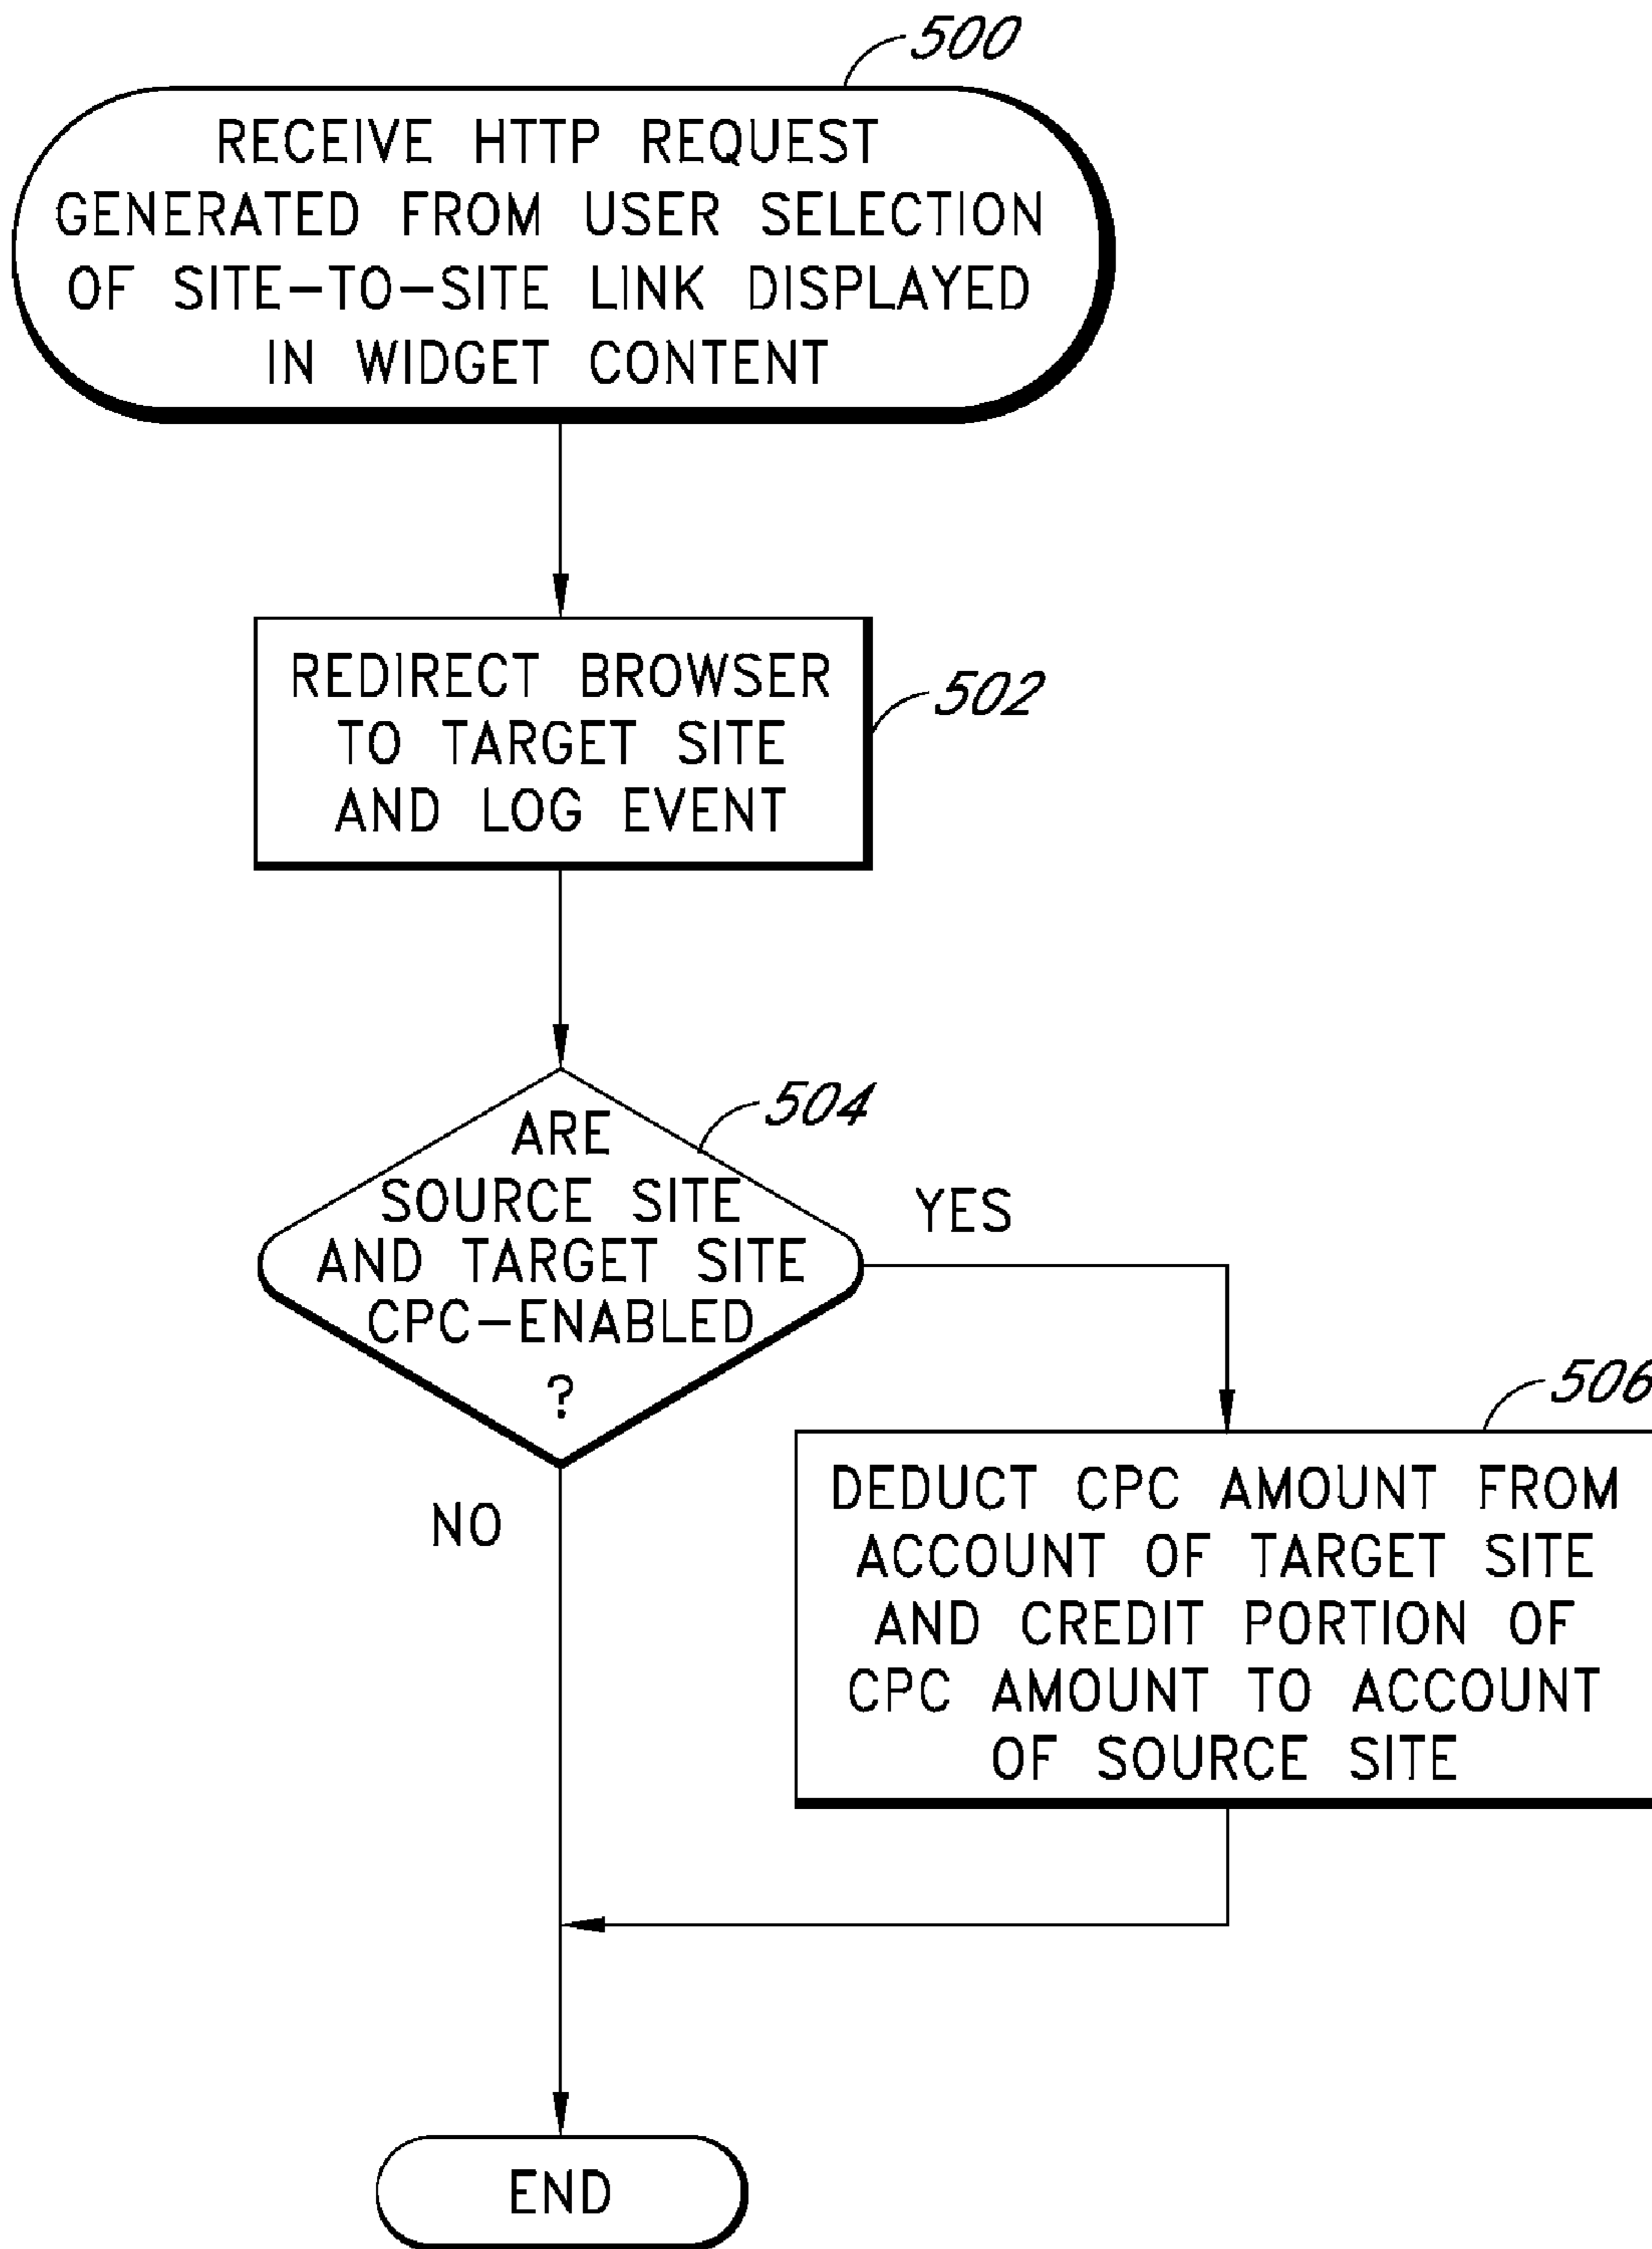 500
RECEIVE HTTP REQUEST
GENERATED FROM USER SELECTION
OF SITE-TO-SITE LINK DISPLAYED
IN WIDGET CONTENT
REDIRECT BROWSER
TO TARGET SITE
AND LOG EVENT
502
504
ARE
SOURCE SITE
AND TARGET SITE
CPC-ENABLED
?
YES
NO
506
DEDUCT CPC AMOUNT FROM
ACCOUNT OF TARGET SITE
AND CREDIT PORTION OF
CPC AMOUNT TO ACCOUNT
OF SOURCE SITE
END